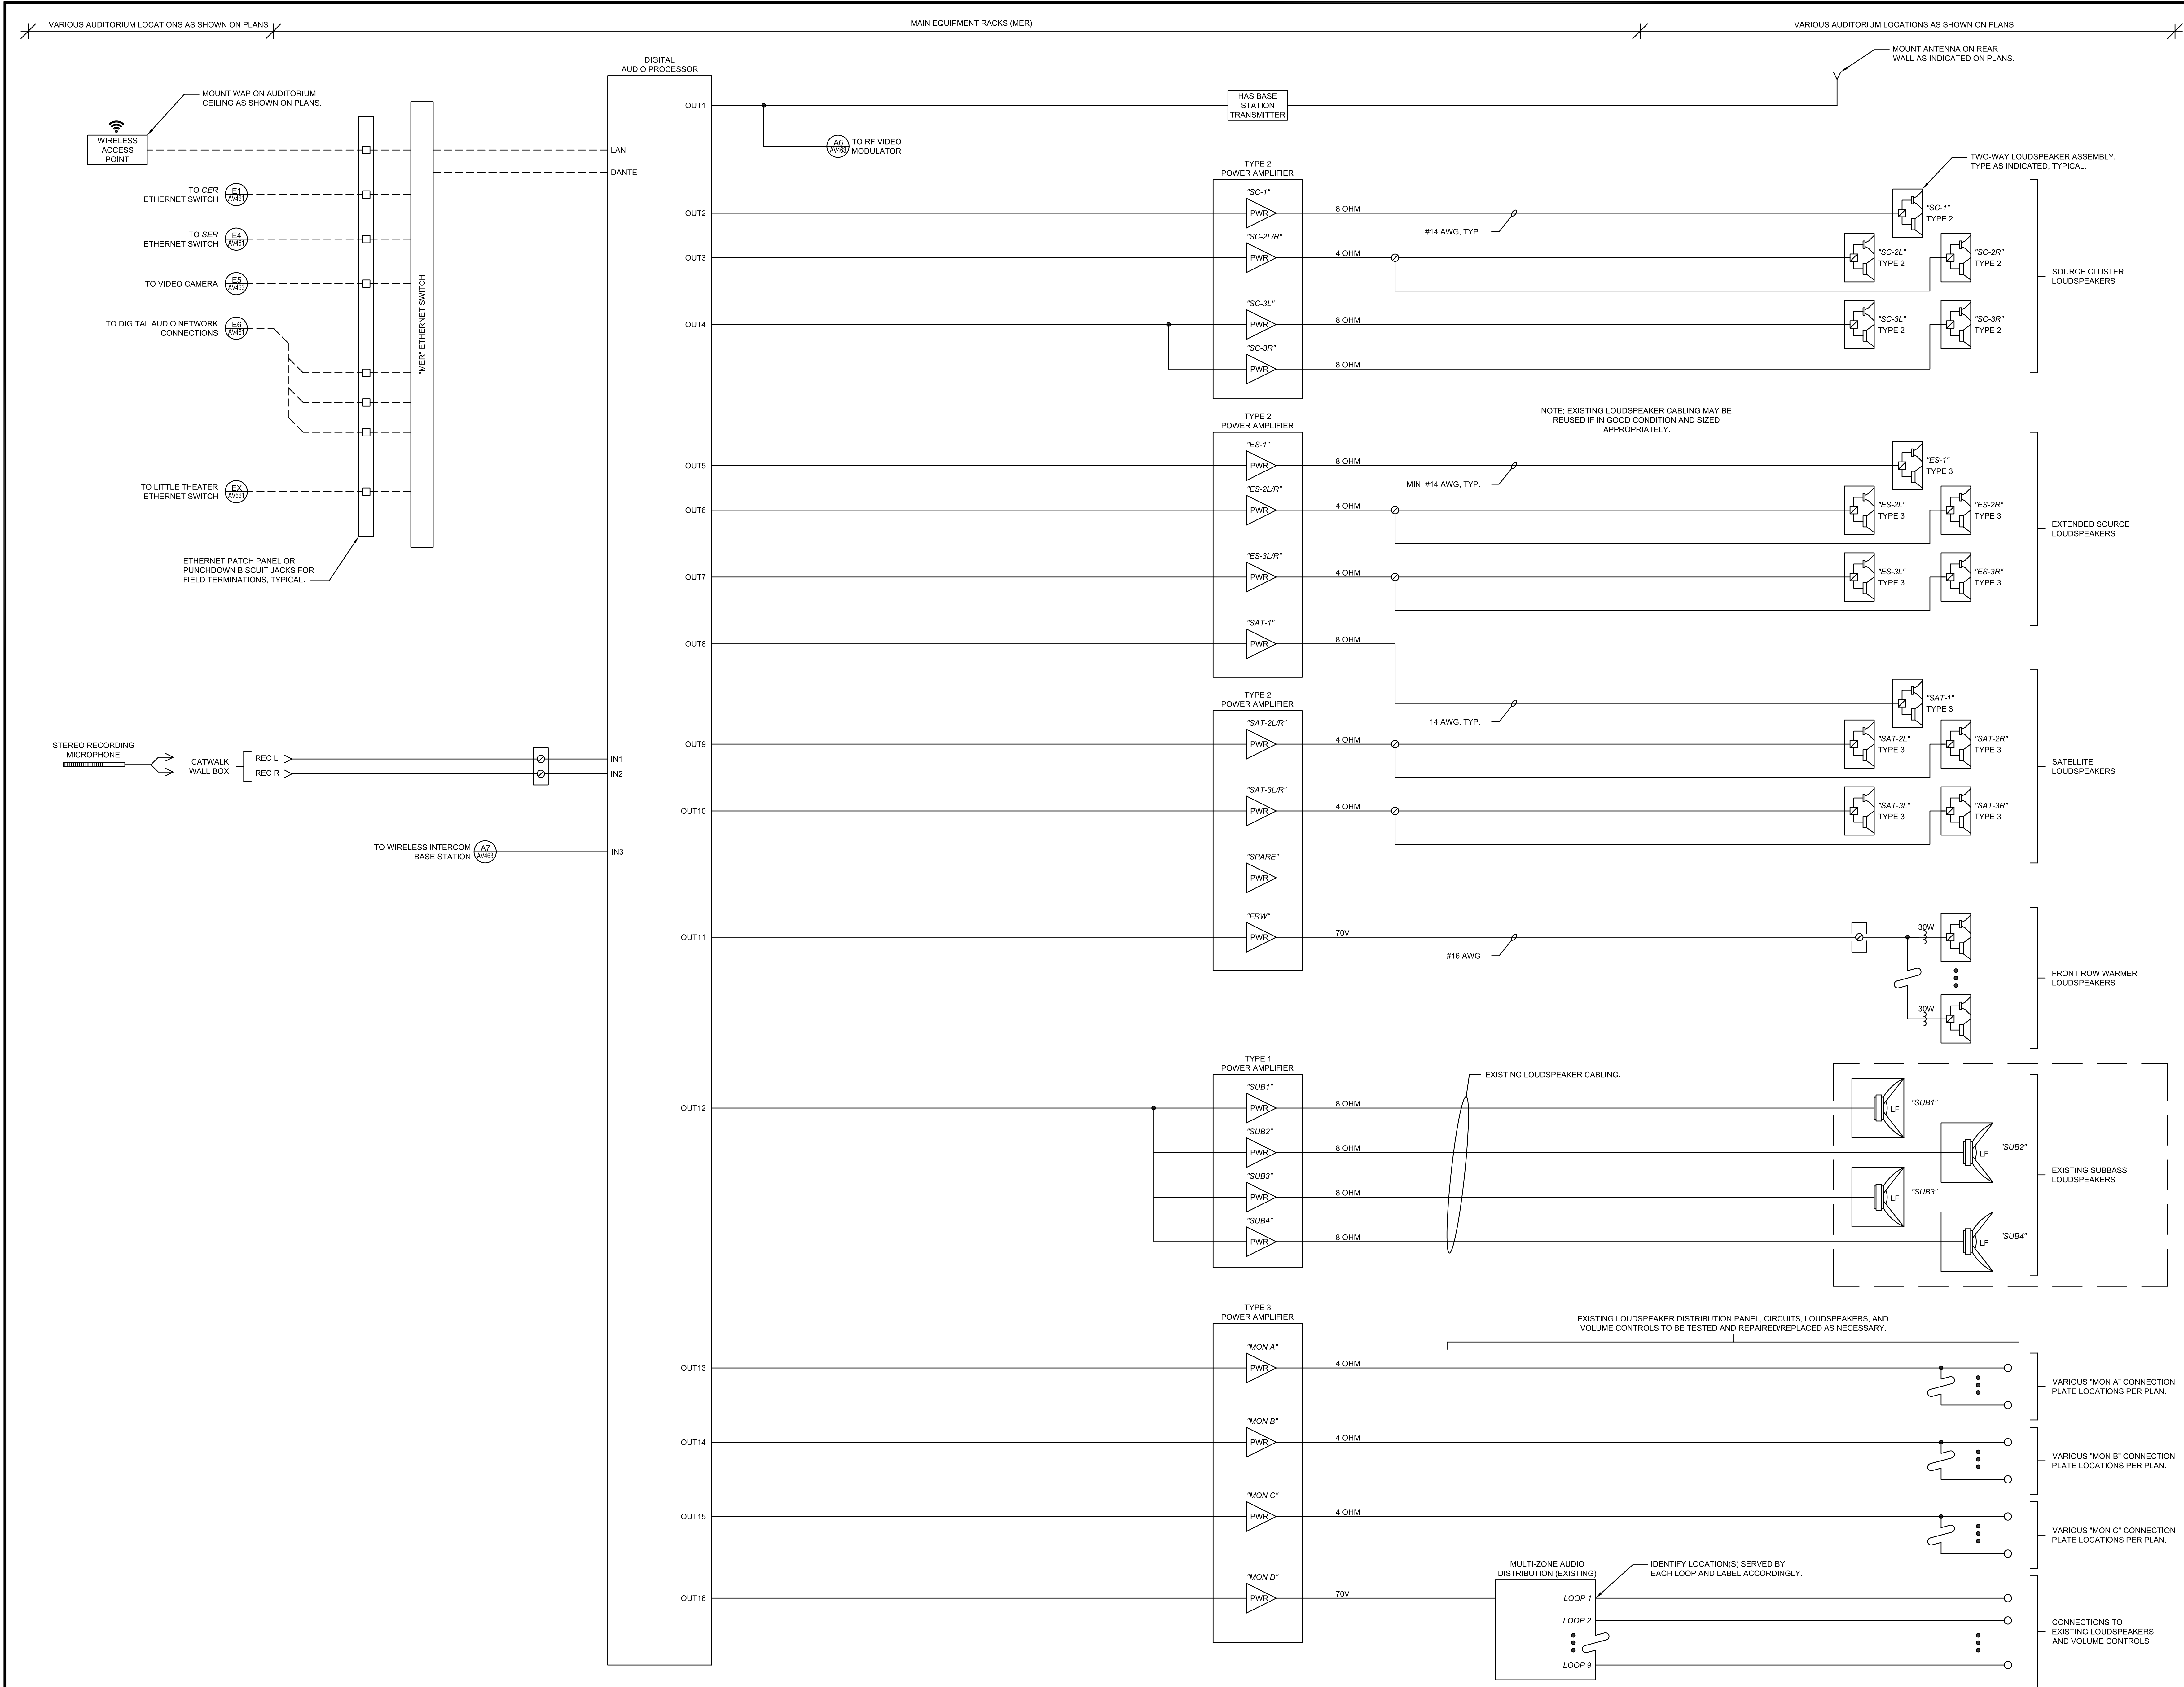 VARIOUS AUDITORIUM LOCATIONS AS SHOWN ON PLANS
MAIN EQUIPMENT RACKS (MER)
VARIOUS AUDITORIUM LOCATIONS AS SHOWN ON PLANS
MOUNT WAP ON AUDITORIUM
CEILING AS SHOWN ON PLANS.
WIRELESS
ACCESS
POINT
TO CER
ETHERNET SWITCH
E1
AV461
TO SER
ETHERNET SWITCH
E4
AV461
TO VIDEO CAMERA
E5
AV463
TO DIGITAL AUDIO NETWORK
CONNECTIONS
E6
AV461
TO LITTLE THEATER
ETHERNET SWITCH
EX
AV561
"MER" ETHERNET SWITCH
ETHERNET PATCH PANEL OR
PUNCHDOWN BISCUIT JACKS FOR
FIELD TERMINATIONS, TYPICAL.
STEREO RECORDING
MICROPHONE
CATWALK
WALL BOX
REC L
REC R
TO WIRELESS INTERCOM
BASE STATION
A7
AV463
DIGITAL
AUDIO PROCESSOR
LAN
DANTE
IN1
IN2
IN3
OUT1
OUT2
OUT3
OUT4
OUT5
OUT6
OUT7
OUT8
OUT9
OUT10
OUT11
OUT12
OUT13
OUT14
OUT15
OUT16
A6
AV463
TO RF VIDEO
MODULATOR
HAS BASE
STATION
TRANSMITTER
MOUNT ANTENNA ON REAR
WALL AS INDICATED ON PLANS.
TYPE 2
POWER AMPLIFIER
"SC-1"
PWR
8 OHM
"SC-2L/R"
PWR
4 OHM
"SC-3L"
PWR
8 OHM
"SC-3R"
PWR
8 OHM
#14 AWG, TYP.
TWO-WAY LOUDSPEAKER ASSEMBLY,
TYPE AS INDICATED, TYPICAL.
"SC-1"
TYPE 2
"SC-2L"
TYPE 2
"SC-2R"
TYPE 2
"SC-3L"
TYPE 2
"SC-3R"
TYPE 2
SOURCE CLUSTER
LOUDSPEAKERS
NOTE: EXISTING LOUDSPEAKER CABLING MAY BE
REUSED IF IN GOOD CONDITION AND SIZED
APPROPRIATELY.
TYPE 2
POWER AMPLIFIER
"ES-1"
PWR
8 OHM
"ES-2L/R"
PWR
4 OHM
"ES-3L/R"
PWR
4 OHM
"SAT-1"
PWR
8 OHM
MIN. #14 AWG, TYP.
"ES-1"
TYPE 3
"ES-2L"
TYPE 3
"ES-2R"
TYPE 3
"ES-3L"
TYPE 3
"ES-3R"
TYPE 3
EXTENDED SOURCE
LOUDSPEAKERS
TYPE 2
POWER AMPLIFIER
"SAT-2L/R"
PWR
4 OHM
"SAT-3L/R"
PWR
4 OHM
"SPARE"
PWR
"FRW"
PWR
70V
14 AWG, TYP.
#16 AWG
"SAT-1"
TYPE 3
"SAT-2L"
TYPE 3
"SAT-2R"
TYPE 3
"SAT-3L"
TYPE 3
"SAT-3R"
TYPE 3
SATELLITE
LOUDSPEAKERS
30W
30W
FRONT ROW WARMER
LOUDSPEAKERS
TYPE 1
POWER AMPLIFIER
"SUB1"
PWR
8 OHM
"SUB2"
PWR
8 OHM
"SUB3"
PWR
8 OHM
"SUB4"
PWR
8 OHM
EXISTING LOUDSPEAKER CABLING.
LF
"SUB1"
LF
"SUB2"
LF
"SUB3"
LF
"SUB4"
EXISTING SUBBASS
LOUDSPEAKERS
TYPE 3
POWER AMPLIFIER
"MON A"
PWR
4 OHM
"MON B"
PWR
4 OHM
"MON C"
PWR
4 OHM
"MON D"
PWR
70V
EXISTING LOUDSPEAKER DISTRIBUTION PANEL, CIRCUITS, LOUDSPEAKERS, AND
VOLUME CONTROLS TO BE TESTED AND REPAIRED/REPLACED AS NECESSARY.
VARIOUS "MON A" CONNECTION
PLATE LOCATIONS PER PLAN.
VARIOUS "MON B" CONNECTION
PLATE LOCATIONS PER PLAN.
VARIOUS "MON C" CONNECTION
PLATE LOCATIONS PER PLAN.
MULTI-ZONE AUDIO
DISTRIBUTION (EXISTING)
LOOP 1
LOOP 2
LOOP 9
IDENTIFY LOCATION(S) SERVED BY
EACH LOOP AND LABEL ACCORDINGLY.
CONNECTIONS TO
EXISTING LOUDSPEAKERS
AND VOLUME CONTROLS